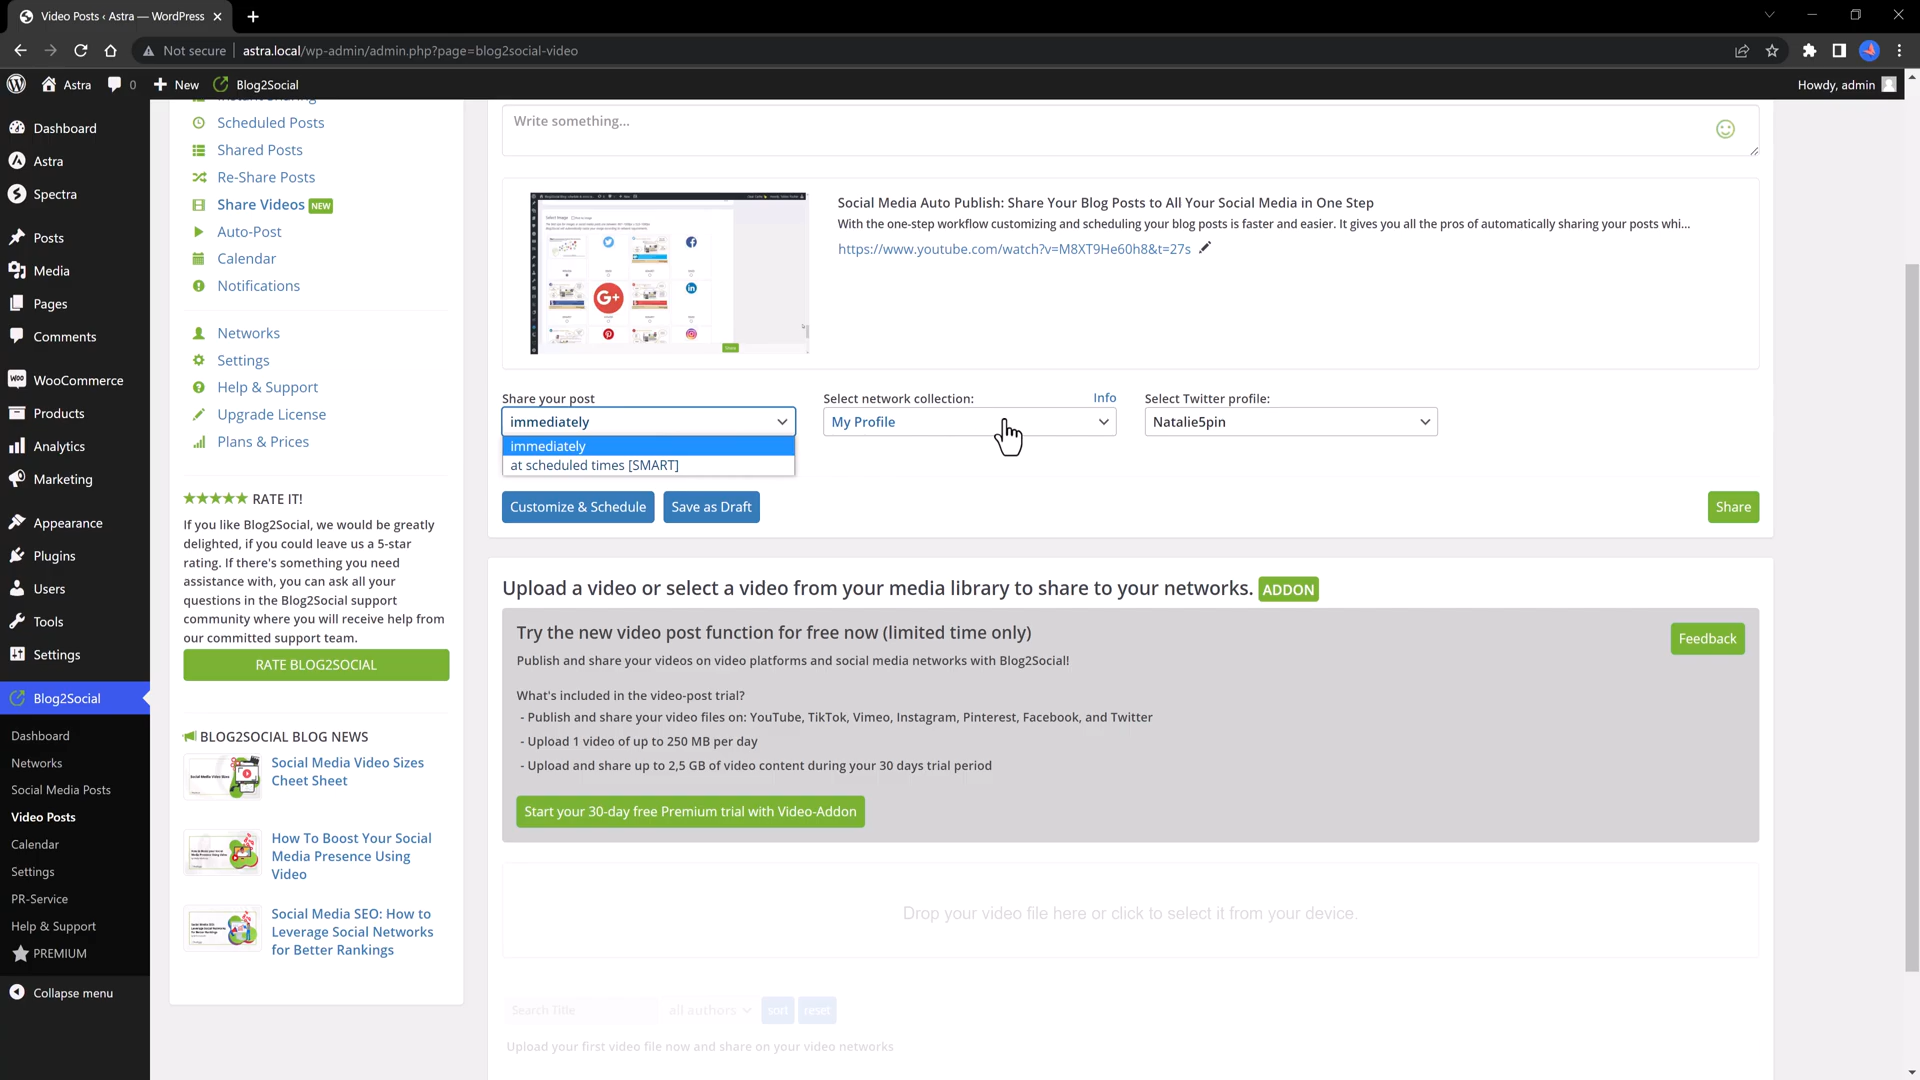 Video Posts ‹ Astra — WordPress
Not secure
astra.local/wp-admin/admin.php?page=blog2social-video
Astra
0
New
Blog2Social
Howdy, admin
Dashboard
Astra
Spectra
Posts
Media
Pages
Comments
WooCommerce
Products
Analytics
Marketing
Appearance
Plugins
Users
Tools
Settings
Blog2Social
Dashboard
Networks
Social Media Posts
Video Posts
Calendar
Settings
PR-Service
Help & Support
PREMIUM
Collapse menu
Instant Sharing
Scheduled Posts
Shared Posts
Re-Share Posts
Share Videos NEW
Auto-Post
Calendar
Notifications
Networks
Settings
Help & Support
Upgrade License
Plans & Prices
RATE IT!
If you like Blog2Social, we would be greatly
delighted, if you could leave us a 5-star
rating. If there's something you need
assistance with, you can ask all your
questions in the Blog2Social support
community where you will receive help from
our committed support team.
RATE BLOG2SOCIAL
BLOG2SOCIAL BLOG NEWS
Social Media Video Sizes
Cheet Sheet
How To Boost Your Social
Media Presence Using
Video
Social Media SEO: How to
Leverage Social Networks
for Better Rankings
Write something...
Social Media Auto Publish: Share Your Blog Posts to All Your Social Media in One Step
With the one-step workflow customizing and scheduling your blog posts is faster and easier. It gives you all the pros of automatically sharing your posts whi...
https://www.youtube.com/watch?v=M8XT9He60h8&t=27s
Share your post
immediately
immediately
at scheduled times [SMART]
Select network collection:
Info
My Profile
Select Twitter profile:
Natalie5pin
Customize & Schedule
Save as Draft
Share
Upload a video or select a video from your media library to share to your networks. ADDON
Try the new video post function for free now (limited time only)
Feedback
Publish and share your videos on video platforms and social media networks with Blog2Social!
What's included in the video-post trial?
- Publish and share your video files on: YouTube, TikTok, Vimeo, Instagram, Pinterest, Facebook, and Twitter
- Upload 1 video of up to 250 MB per day
- Upload and share up to 2,5 GB of video content during your 30 days trial period
Start your 30-day free Premium trial with Video-Addon
Drop your video file here or click to select it from your device.
Search Title
all authors
sort
reset
Upload your first video file now and share on your video networks